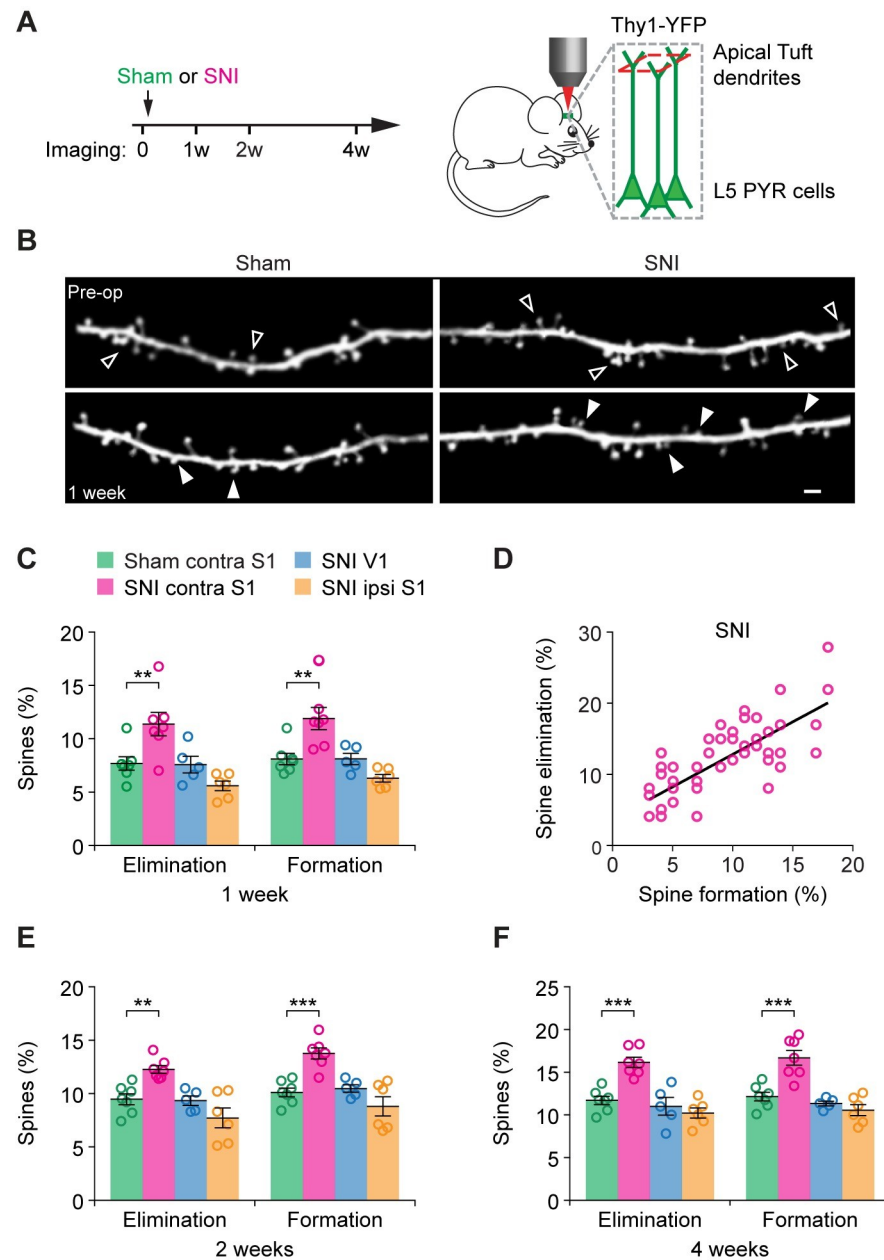 A
Sham or SNI
Imaging: 0 1w 2w 4w
Thy1-YFP
Apical Tuft
dendrites
L5 PYR cells
B
Sham SNI
Pre-op
1 week
C
Sham contra S1 SNI V1
SNI contra S1 SNI ipsi S1
Spines (%)
20
15
10
5
0
** **
Elimination Formation
1 week
D
SNI
Spine elimination (%)
30
20
10
0
0 5 10 15 20
Spine formation (%)
E
Spines (%)
20
15
10
5
0
** ***
Elimination Formation
2 weeks
F
Spines (%)
25
20
15
10
5
0
*** ***
Elimination Formation
4 weeks